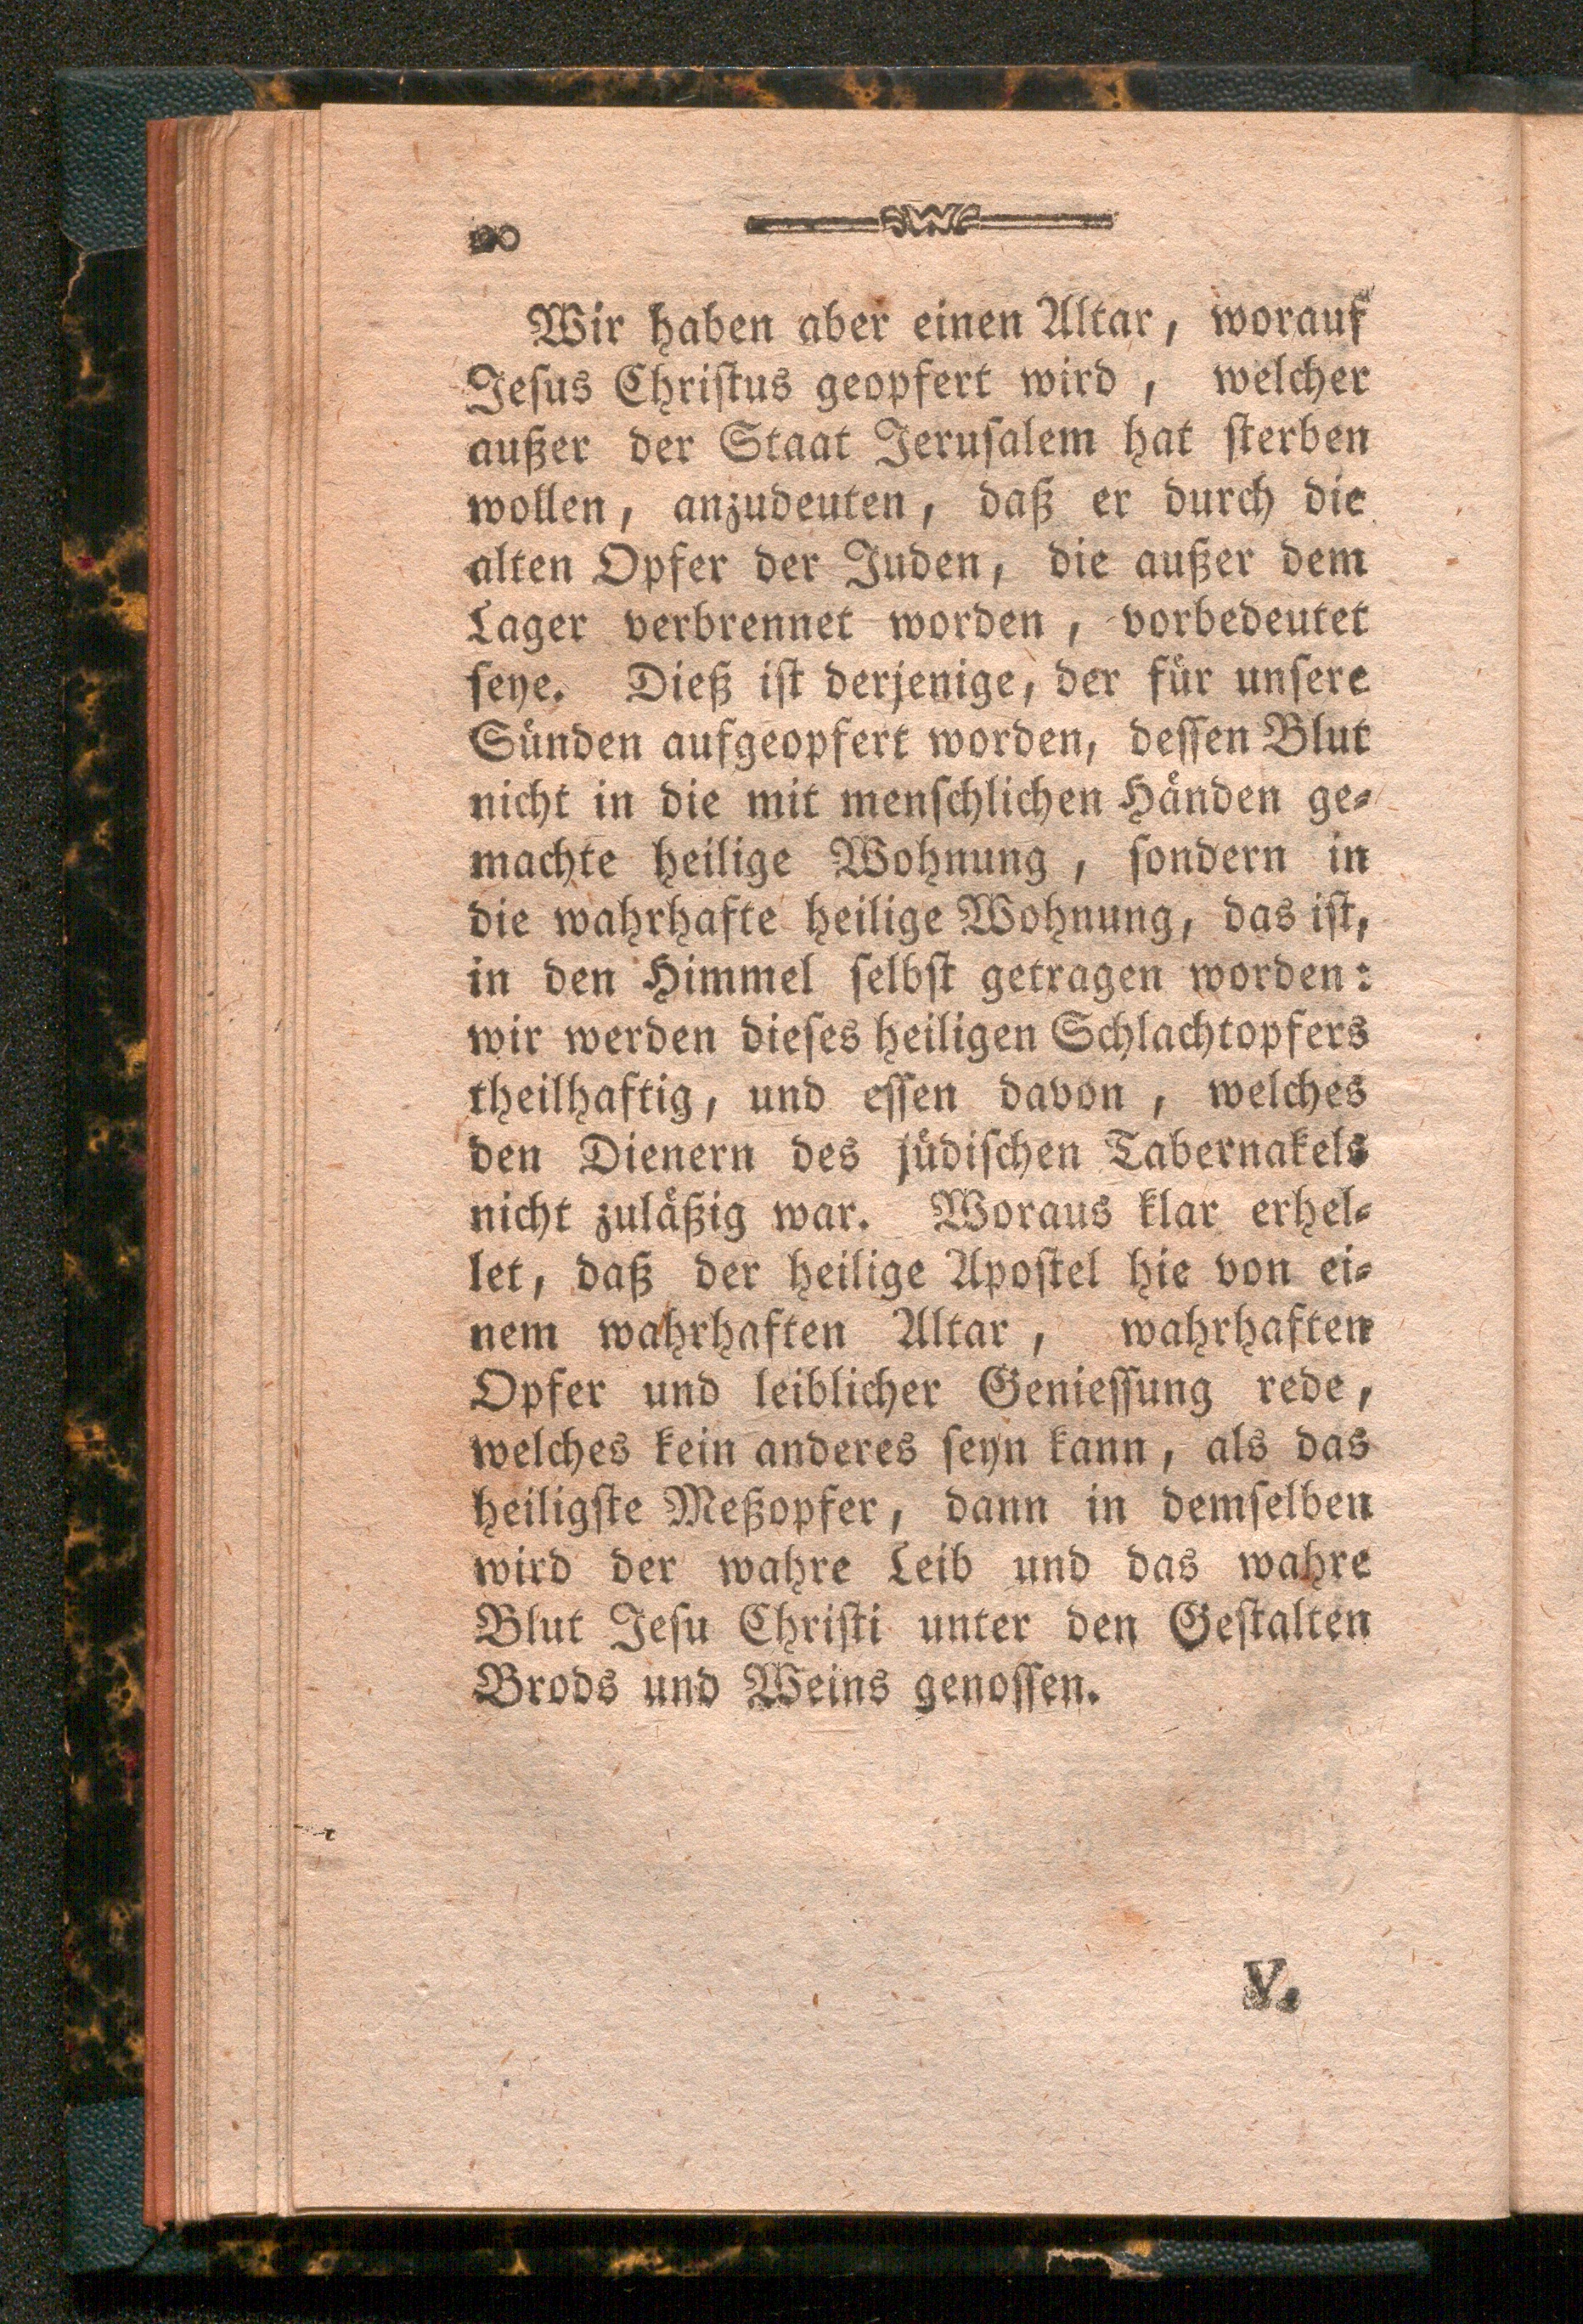 Wir haben aber einen Altar, worauf
Jeſus Chriſtus geopfert wird, welcher
außer der Staat Jeruſalem hat ſterben
wollen, anzudeuten, daß er durch die
alten Opfer der Juden, die außer dem
Lager verbrennet worden, vorbedeutet
ſeye. Dieß iſt derjenige, der für unſere
Sünden aufgeopfert worden, deſſen Blut
nicht in die mit menſchlichen Händen ge⸗
machte heilige Wohnung, ſondern in
die wahrhafte heilige Wohnung, das iſt,
in den Himmel ſelbſt getragen worden:
wir werden dieſes heiligen Schlachtopfers
theilhaftig, und eſſen davon, welches
den Dienern des jüdiſchen Tabernakels
nicht zuläßig war. Woraus klar erhel⸗
let, daß der heilige Apoſtel hie von ei⸗
nem wahrhaften Altar, wahrhaften
Opfer und leiblicher Genieſſung rede,
welches kein anderes ſeyn kann, als das
heiligſte Meßopfer, dann in demſelben
wird der wahre Leib und das wahre
Blut Jeſu Chriſti unter den Geſtalten
Brods und Weins genoſſen.
V.